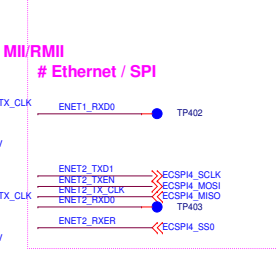 MII/RMII
# Ethernet / SPI
TX_CLK
ENET1_RXD0
TP402
ENET2_TXD1
ECSPI4_SCLK
ENET2_TXEN
ECSPI4_MOSI
ENET2_TX_CLK
ECSPI4_MISO
TX_CLK
ENET2_RXD0
TP403
ENET2_RXER
ECSPI4_SS0